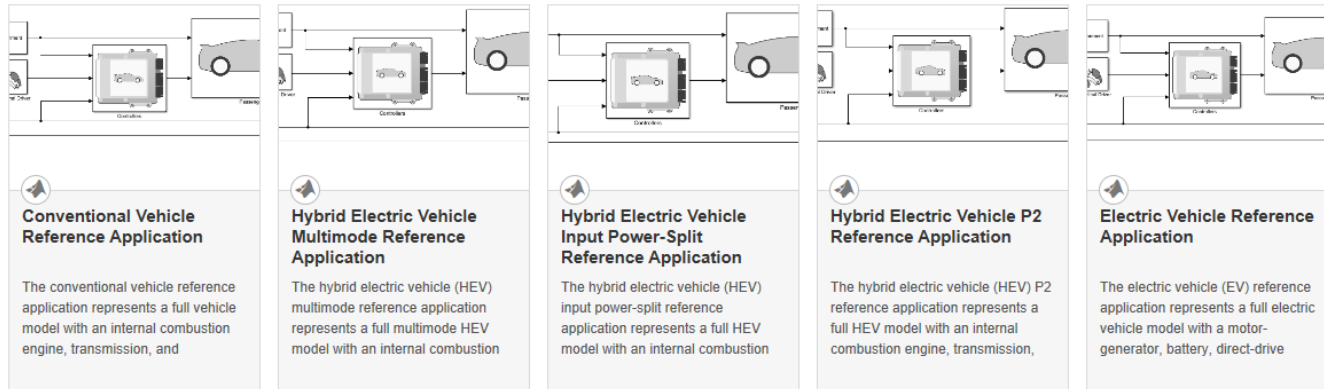 Controllers
Controllers
Controllers
Controllers
Controllers
Driver
Conventional Vehicle
Reference Application
The conventional vehicle reference
application represents a full vehicle
model with an internal combustion
engine, transmission, and
Hybrid Electric Vehicle
Multimode Reference
Application
The hybrid electric vehicle (HEV)
multimode reference application
represents a full multimode HEV
model with an internal combustion
Hybrid Electric Vehicle
Input Power-Split
Reference Application
The hybrid electric vehicle (HEV)
input power-split reference
application represents a full HEV
model with an internal combustion
Hybrid Electric Vehicle P2
Reference Application
The hybrid electric vehicle (HEV) P2
reference application represents a
full HEV model with an internal
combustion engine, transmission,
Electric Vehicle Reference
Application
The electric vehicle (EV) reference
application represents a full electric
vehicle model with a motor-
generator, battery, direct-drive